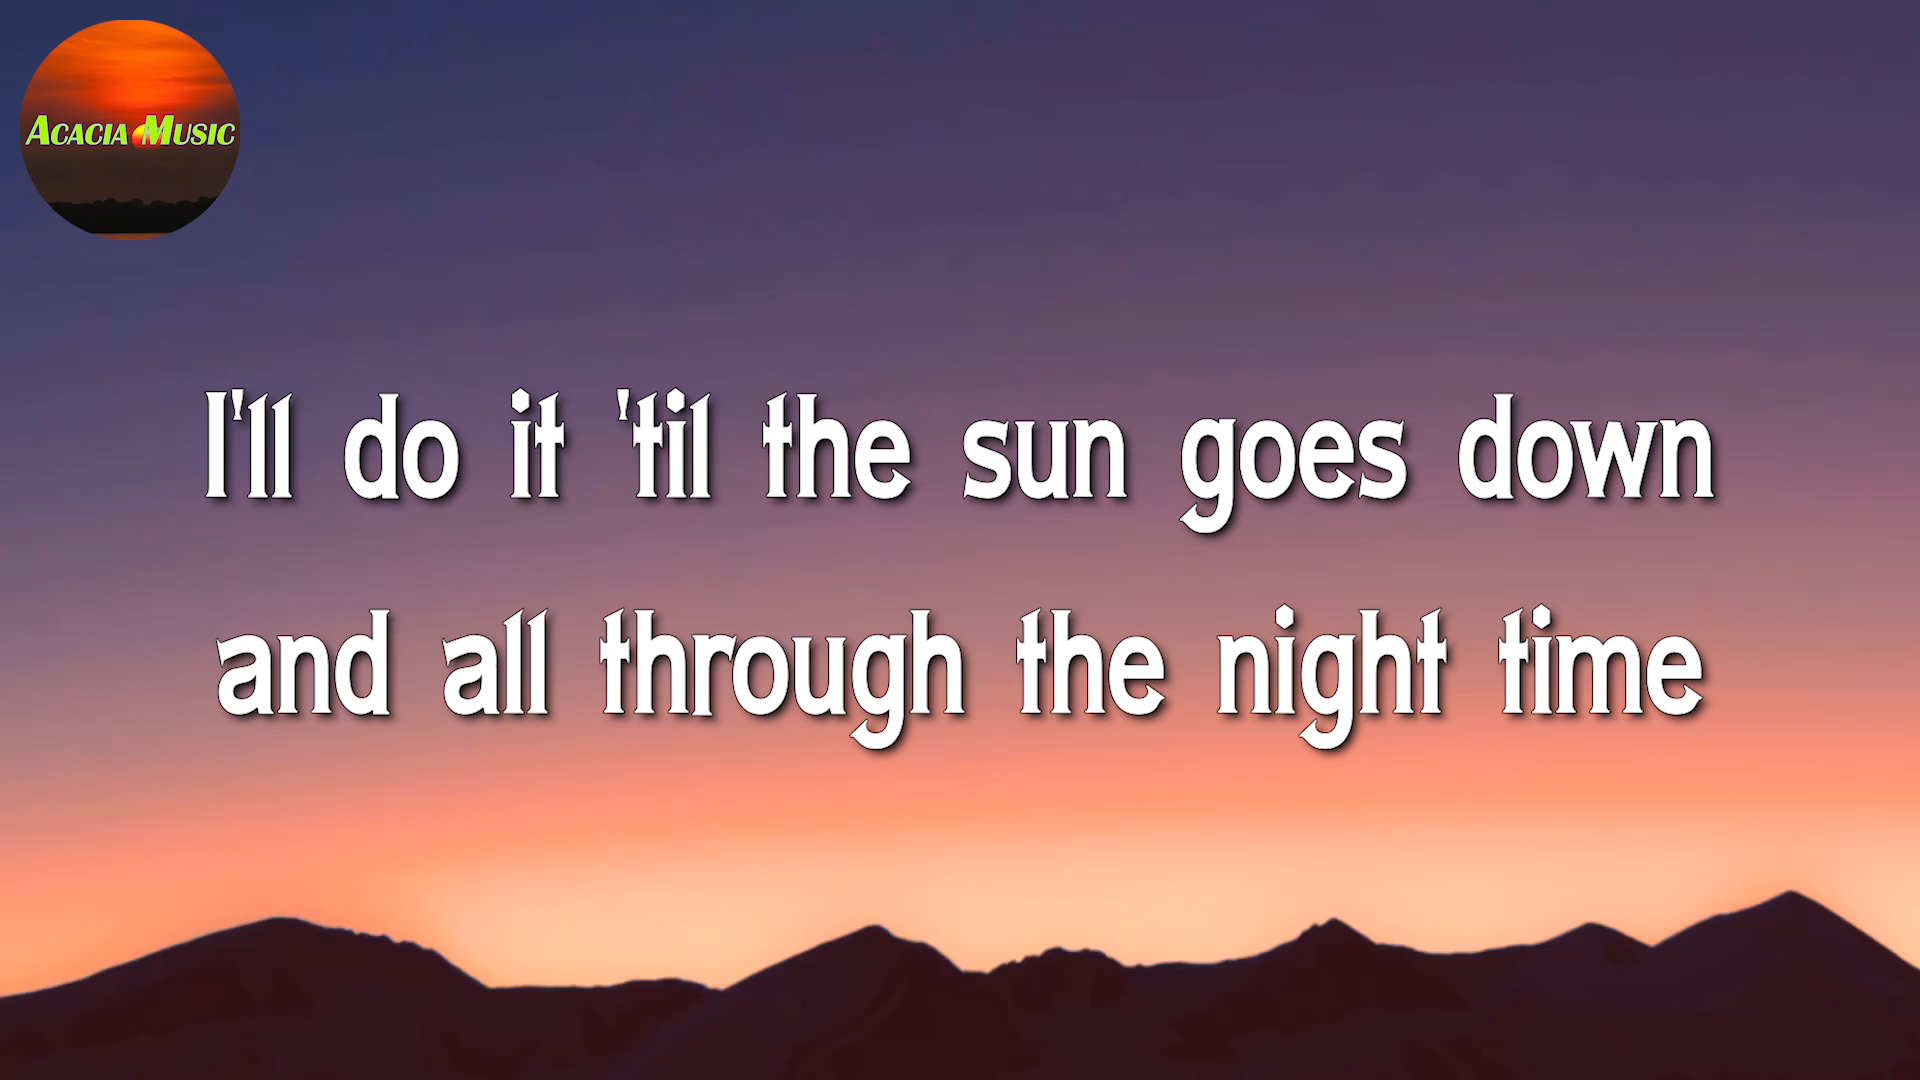 Acacia Music
I'll do it 'til the sun goes down
and all through the night time